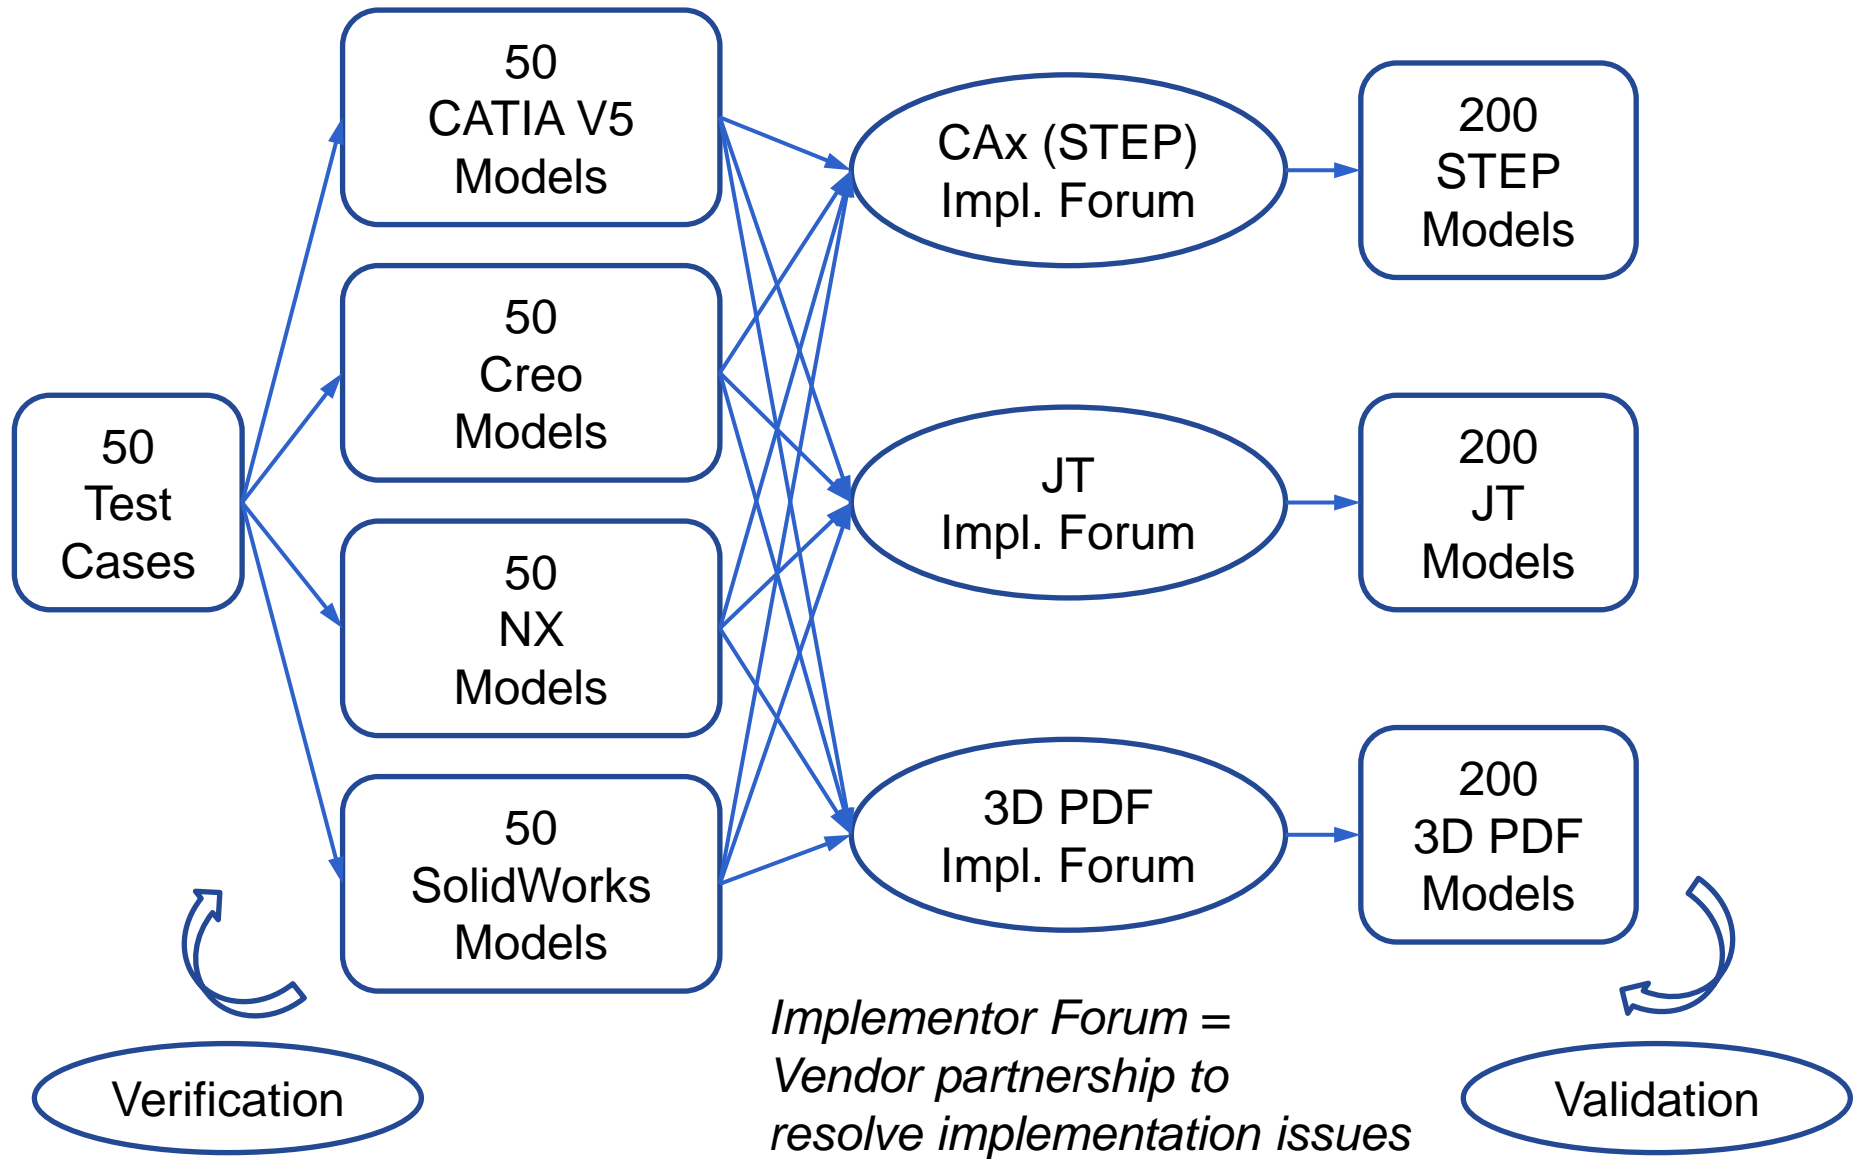 50
Test
Cases
50
CATIA V5
Models
50
Creo
Models
50
NX
Models
50
SolidWorks
Models
CAx (STEP)
Impl. Forum
JT
Impl. Forum
3D PDF
Impl. Forum
200
STEP
Models
200
JT
Models
200
3D PDF
Models
Verification
Implementor Forum =
Vendor partnership to
resolve implementation issues
Validation